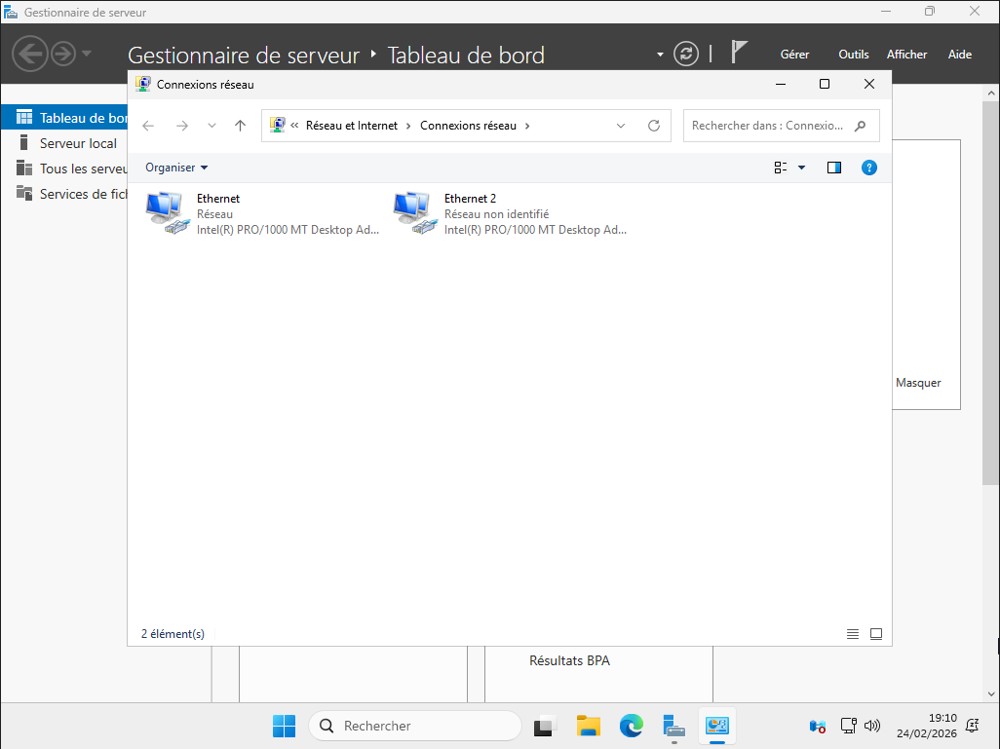 Gestionnaire de serveur
Gestionnaire de serveur ‣ Tableau de bord
Gérer
Outils
Afficher
Aide
Tableau de bor
Serveur local
Tous les serveu
Services de fich
Connexions réseau
« Réseau et Internet > Connexions réseau >
Rechercher dans : Connexio...
Organiser
?
Ethernet
Réseau
Intel(R) PRO/1000 MT Desktop Ad...
Ethernet 2
Réseau non identifié
Intel(R) PRO/1000 MT Desktop Ad...
Masquer
2 élément(s)
Résultats BPA
Rechercher
19:10
24/02/2026